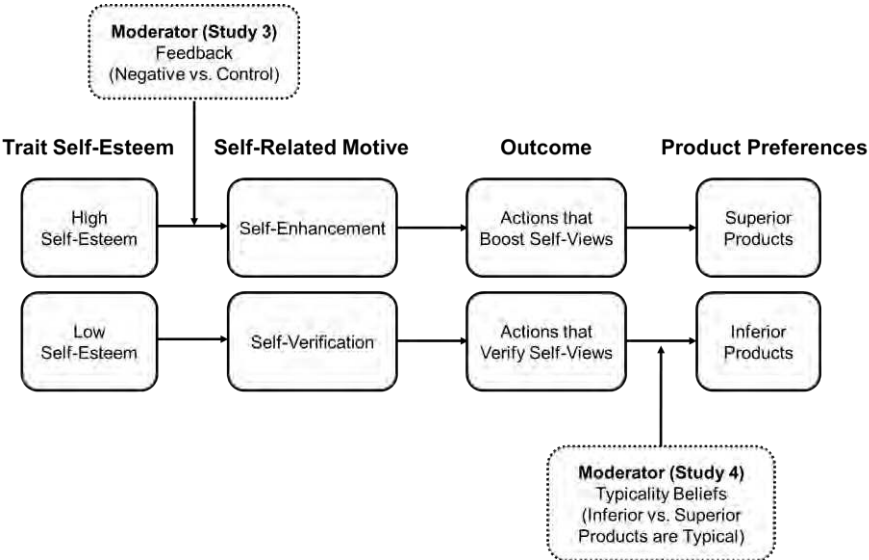 Moderator (Study 3)
Feedback
(Negative vs. Control)
Trait Self-Esteem
Self-Related Motive
Outcome
Product Preferences
High
Self-Esteem
Self-Enhancement
Actions that
Boost Self-Views
Superior
Products
Low
Self-Esteem
Self-Verification
Actions that
Verify Self-Views
Inferior
Products
Moderator (Study 4)
Typicality Beliefs
(Inferior vs. Superior
Products are Typical)